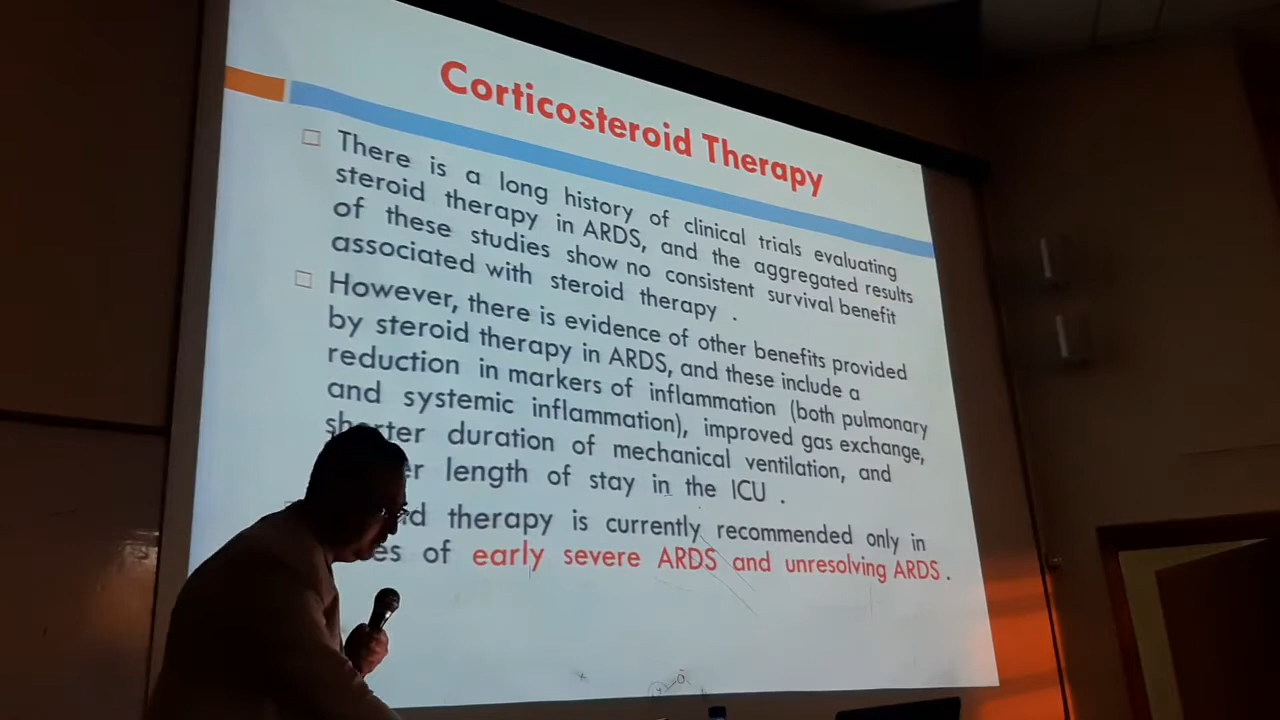 Corticosteroid Therapy
There is a long history of clinical trials evaluating
steroid therapy in ARDS, and the aggregated results
of these studies show no consistent survival benefit
associated with steroid therapy .
However, there is evidence of other benefits provided
by steroid therapy in ARDS, and these include a
reduction in markers of inflammation (both pulmonary
and systemic inflammation), improved gas exchange,
shorter duration of mechanical ventilation, and
length of stay in the ICU .
therapy is currently recommended only in
of early severe ARDS and unresolving ARDS .